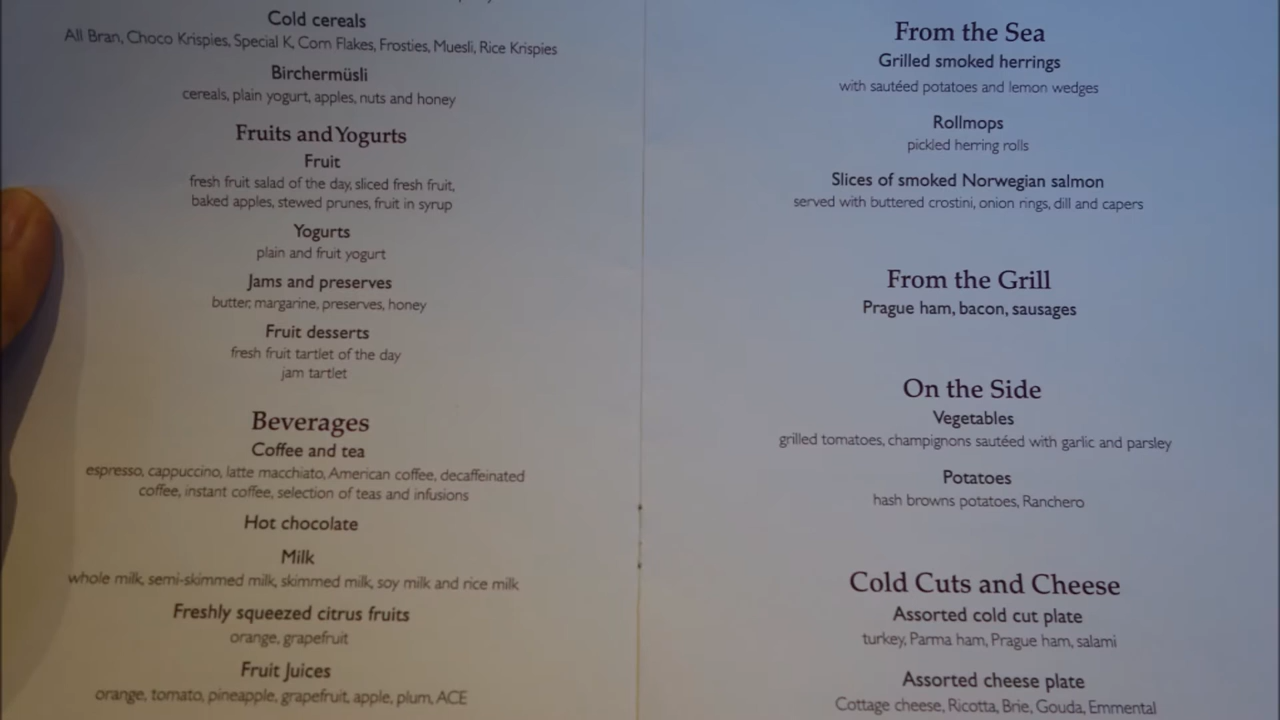 Cold cereals
All Bran, Choco Krispies, Special K, Corn Flakes, Frosties, Muesli, Rice Krispies
Birchermüsli
cereals, plain yogurt, apples, nuts and honey
Fruits and Yogurts
Fruit
fresh fruit salad of the day, sliced fresh fruit,
baked apples, stewed prunes, fruit in syrup
Yogurts
plain and fruit yogurt
Jams and preserves
butter, margarine, preserves, honey
Fruit desserts
fresh fruit tartlet of the day
jam tartlet
Beverages
Coffee and tea
espresso, cappuccino, latte macchiato, American coffee, decaffeinated
coffee, instant coffee, selection of teas and infusions
Hot chocolate
Milk
whole milk, semi-skimmed milk, skimmed milk, soy milk and rice milk
Freshly squeezed citrus fruits
orange, grapefruit
Fruit Juices
orange, tomato, pineapple, grapefruit, apple, plum, ACE
From the Sea
Grilled smoked herrings
with sautéed potatoes and lemon wedges
Rollmops
pickled herring rolls
Slices of smoked Norwegian salmon
served with buttered crostini, onion rings, dill and capers
From the Grill
Prague ham, bacon, sausages
On the Side
Vegetables
grilled tomatoes, champignons sautéed with garlic and parsley
Potatoes
hash browns potatoes, Ranchero
Cold Cuts and Cheese
Assorted cold cut plate
turkey, Parma ham, Prague ham, salami
Assorted cheese plate
Cottage cheese, Ricotta, Brie, Gouda, Emmental